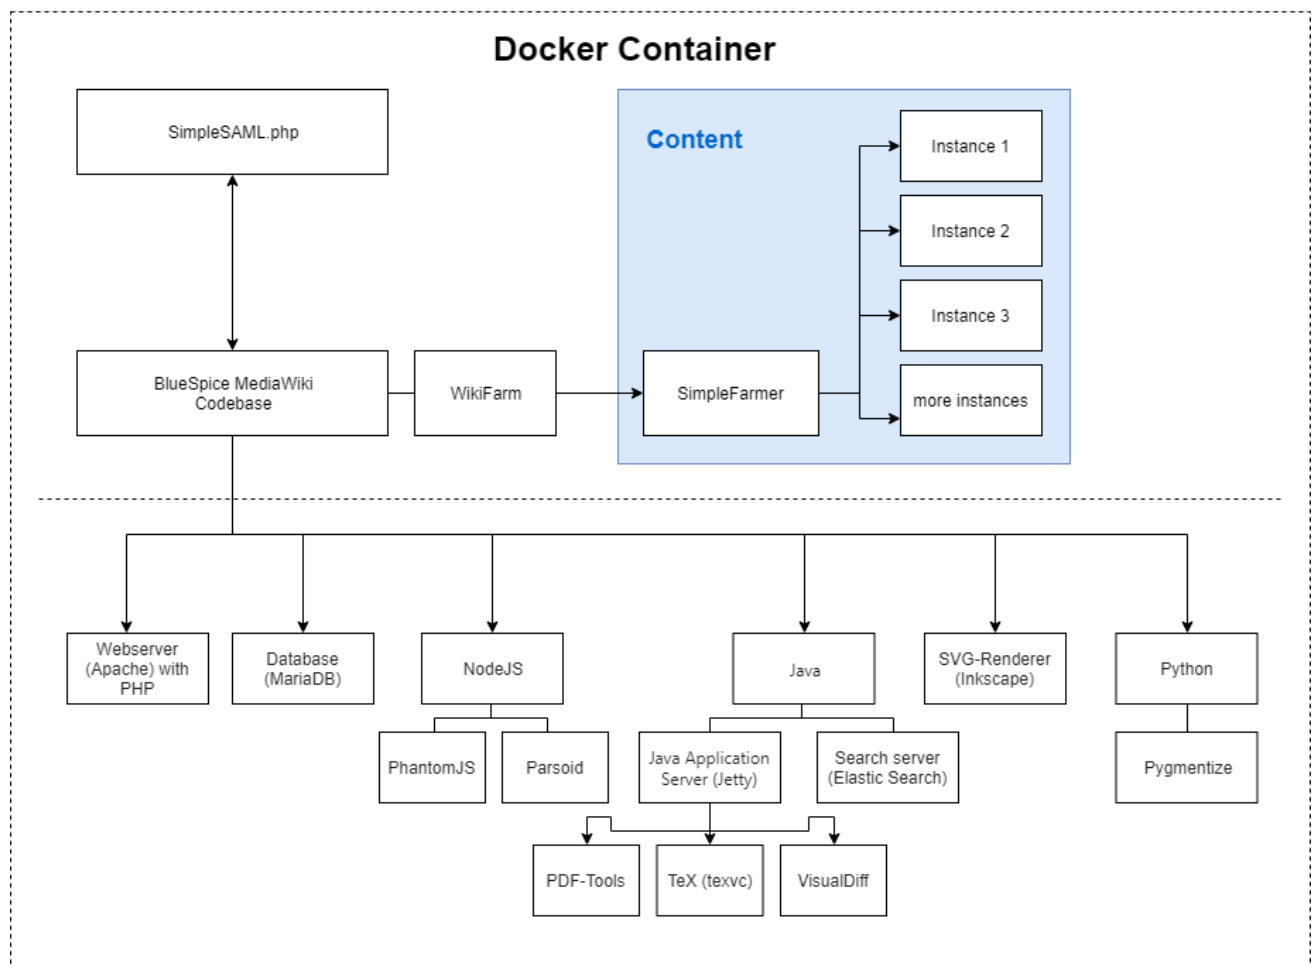 Docker Container
SimpleSAML.php
Content
Instance 1
Instance 2
Instance 3
more instances
BlueSpice MediaWiki
Codebase
WikiFarm
SimpleFarmer
Webserver
(Apache) with
PHP
Database
(MariaDB)
NodeJS
Java
SVG-Renderer
(Inkscape)
Python
PhantomJS
Parsoid
Java Application
Server (Jetty)
Search server
(Elastic Search)
Pygmentize
PDF-Tools
TeX (texvc)
VisualDiff